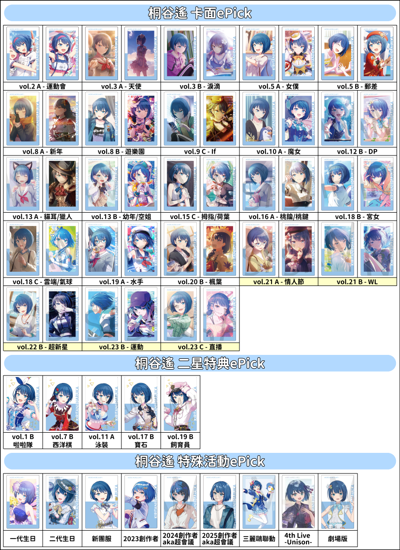 桐谷遙 卡面ePick
vol.2 A - 運動會
vol.3 A - 天使
vol.3 B - 淚滴
vol.5 A - 女僕
vol.5 B - 郵差
vol.8 A - 新年
vol.8 B - 遊樂園
vol.9 C - If
vol.10 A - 魔女
vol.12 B - DP
vol.13 A - 貓耳/獵人
vol.13 B - 幼年/空姐
vol.15 C - 拇指/荷葉
vol.16 A - 桃鑰/桃鍵
vol.18 B - 宮女
vol.18 C - 雲端/氣球
vol.19 A - 水手
vol.20 B - 楓葉
vol.21 A - 情人節
vol.21 B - WL
vol.22 B - 超新星
vol.23 B - 運動
vol.23 C - 直播
桐谷遙 二星特典ePick
vol.1 B
啦啦隊
vol.7 B
西洋棋
vol.11 A
泳裝
vol.17 B
寶石
vol.19 B
飼育員
桐谷遙 特殊活動ePick
一代生日
二代生日
新團服
2023創作者
2024創作者
aka超會議
2025創作者
aka超會議
三麗鷗聯動
4th Live
-Unison-
劇場版